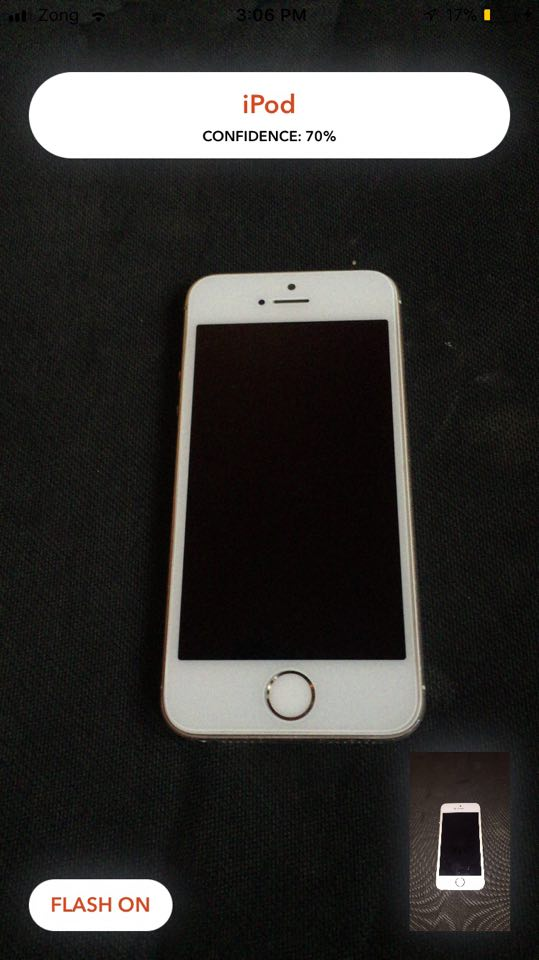 Zong 3:06 PM 17%
iPod
CONFIDENCE: 70%
FLASH ON